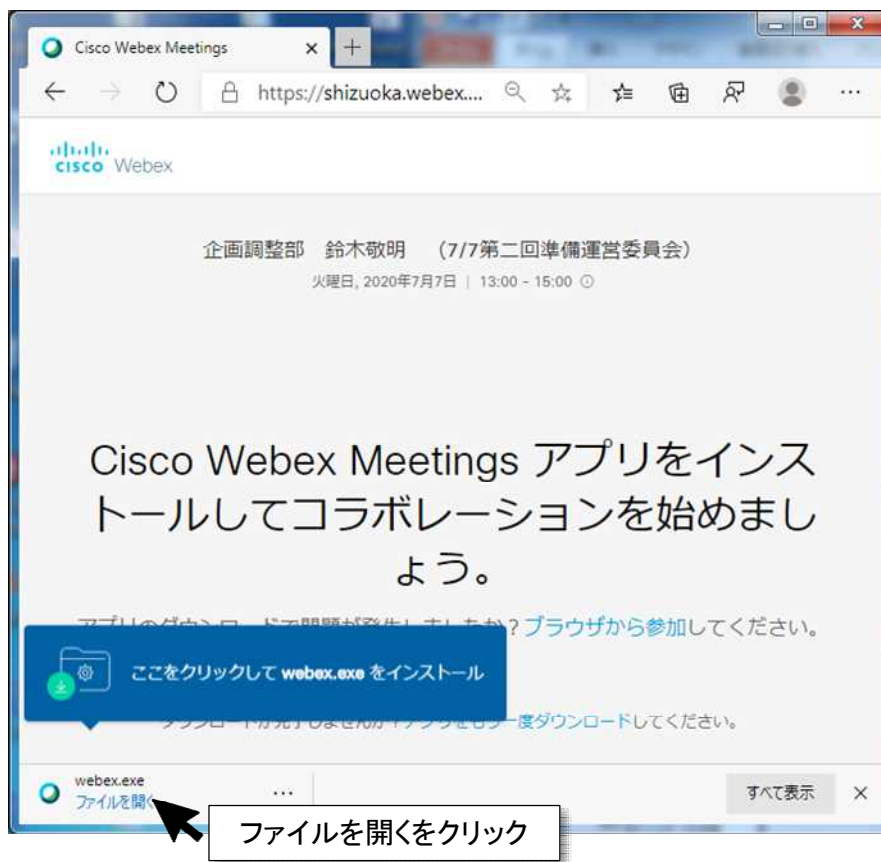 Cisco Webex Meetings
https://shizuoka.webex....
CISCO Webex
企画調整部 鈴木敬明 (7/7第二回準備運営委員会)
火曜日, 2020年7月7日 | 13:00 - 15:00
Cisco Webex Meetings アプリをインス
トールしてコラボレーションを始めまし
ょう。
?ブラウザから参加してください。
ここをクリックして webex.exe をインストール
一度ダウンロードしてください。
webex.exe
ファイルを開く
すべて表示
ファイルを開くをクリック